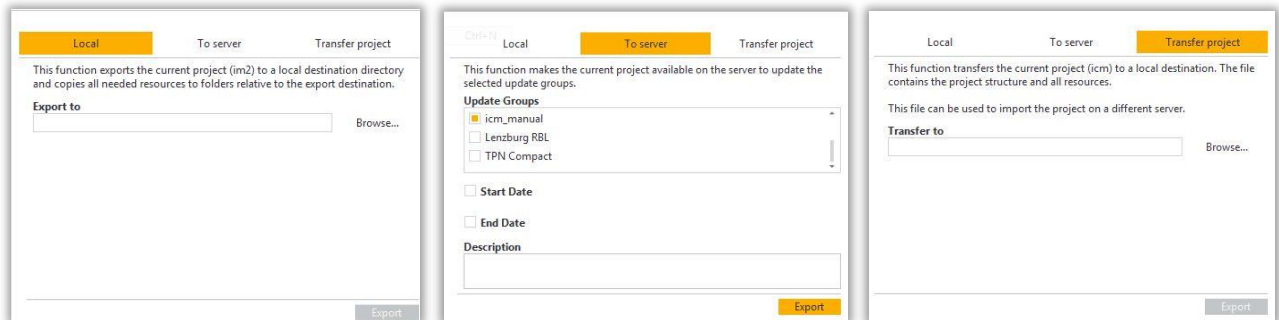 Local To server Transfer project
This function exports the current project (im2) to a local destination directory
and copies all needed resources to folders relative to the export destination.
Export to
Browse...
Export
Ctrl+N
Local To server Transfer project
This function makes the current project available on the server to update the
selected update groups.
Update Groups
icm_manual
Lenzburg RBL
TPN Compact
Start Date
End Date
Description
Export
Local To server Transfer project
This function transfers the current project (icm) to a local destination. The file
contains the project structure and all resources.
This file can be used to import the project on a different server.
Transfer to
Browse...
Export